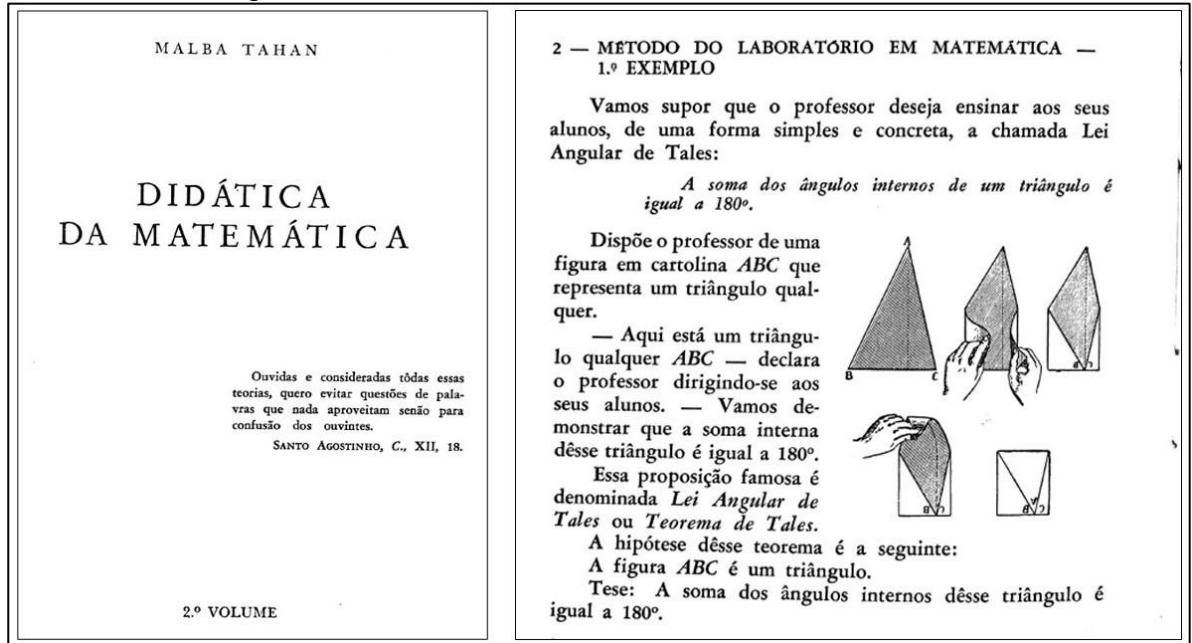 MALBA TAHAN
DIDÁTICA
DA MATEMÁTICA
Ouvidas e consideradas tôdas essas
teorias, quero evitar questões de pala-
vras que nada aproveitam senão para
confusão dos ouvintes.
SANTO AGOSTINHO, C., XII, 18.
2.º VOLUME
2 — MÉTODO DO LABORATÓRIO EM MATEMÁTICA —
1.º EXEMPLO
Vamos supor que o professor deseja ensinar aos seus
alunos, de uma forma simples e concreta, a chamada Lei
Angular de Tales:
A soma dos ângulos internos de um triângulo é
igual a 180º.
Dispõe o professor de uma
figura em cartolina ABC que
representa um triângulo qual-
quer.
— Aqui está um triângu-
lo qualquer ABC — declara
o professor dirigindo-se aos
seus alunos. — Vamos de-
monstrar que a soma interna
dêsse triângulo é igual a 180º.
Essa proposição famosa é
denominada Lei Angular de
Tales ou Teorema de Tales.
A hipótese dêsse teorema é a seguinte:
A figura ABC é um triângulo.
Tese: A soma dos ângulos internos dêsse triângulo é
igual a 180º.
A
B C
B C
B C
B A C